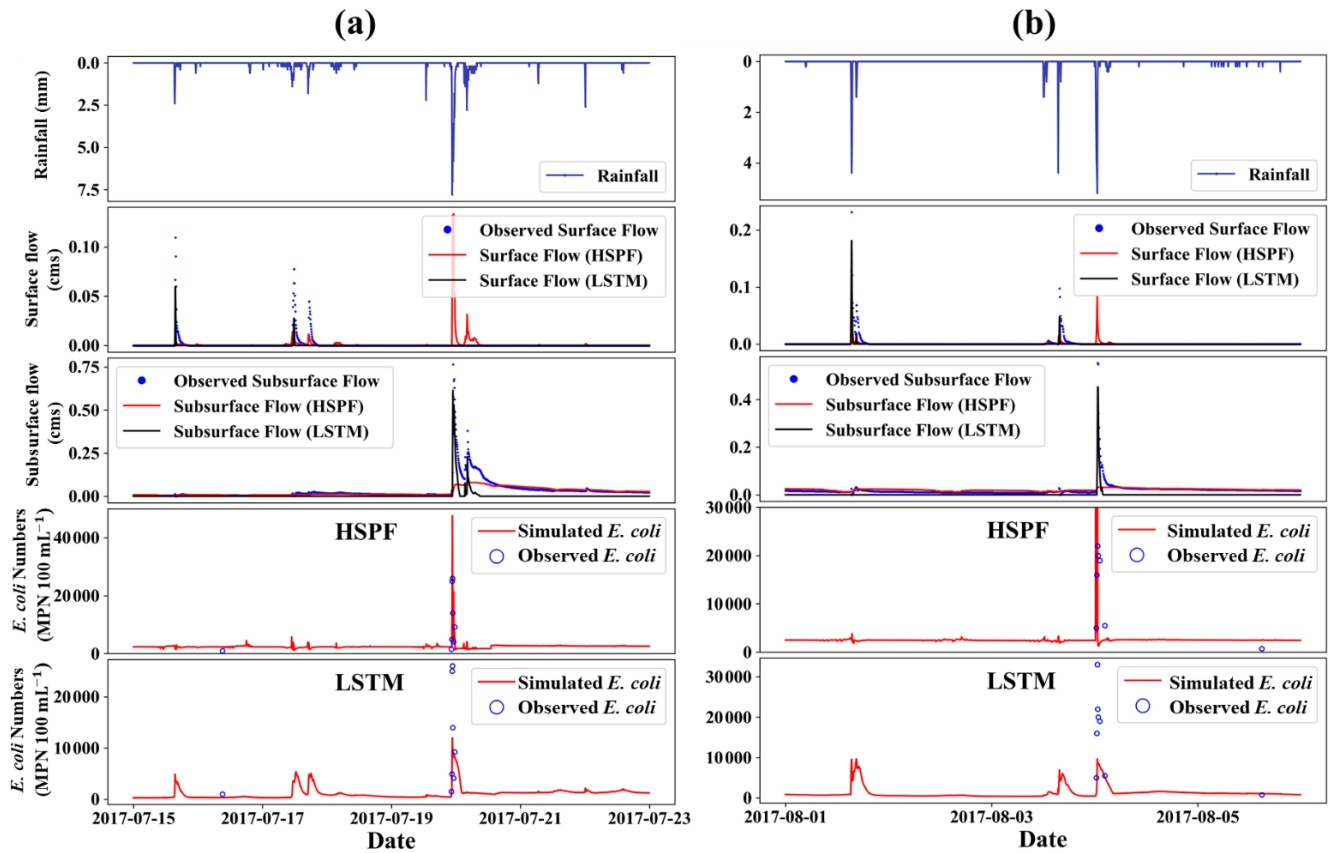 (a)
0.0
2.5
5.0
7.5
Rainfall (mm)
Rainfall
0.10
0.05
0.00
Surface flow
(cms)
Observed Surface Flow
Surface Flow (HSPF)
Surface Flow (LSTM)
0.75
0.50
0.25
0.00
Subsurface flow
(cms)
Observed Subsurface Flow
Subsurface Flow (HSPF)
Subsurface Flow (LSTM)
40000
20000
0
E. coli Numbers
(MPN 100 mL⁻¹)
HSPF
Simulated E. coli
Observed E. coli
20000
10000
0
E. coli Numbers
(MPN 100 mL⁻¹)
LSTM
Simulated E. coli
Observed E. coli
2017-07-15
2017-07-17
2017-07-19
2017-07-21
2017-07-23
Date
(b)
0
2
4
Rainfall
0.2
0.1
0.0
Observed Surface Flow
Surface Flow (HSPF)
Surface Flow (LSTM)
0.4
0.2
0.0
Observed Subsurface Flow
Subsurface Flow (HSPF)
Subsurface Flow (LSTM)
30000
20000
10000
0
HSPF
Simulated E. coli
Observed E. coli
30000
20000
10000
0
LSTM
Simulated E. coli
Observed E. coli
2017-08-01
2017-08-03
2017-08-05
Date